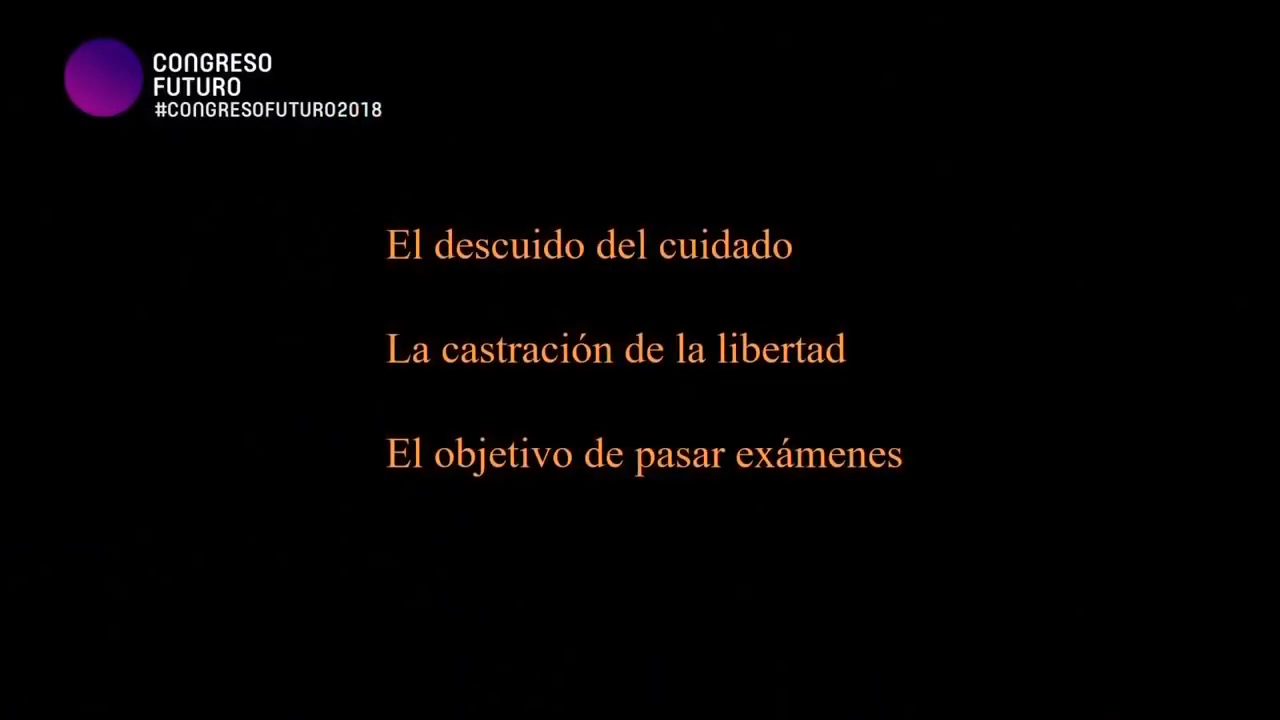 CONGRESO
FUTURO
#CONGRESOFUTURO2018
El descuido del cuidado
La castración de la libertad
El objetivo de pasar exámenes